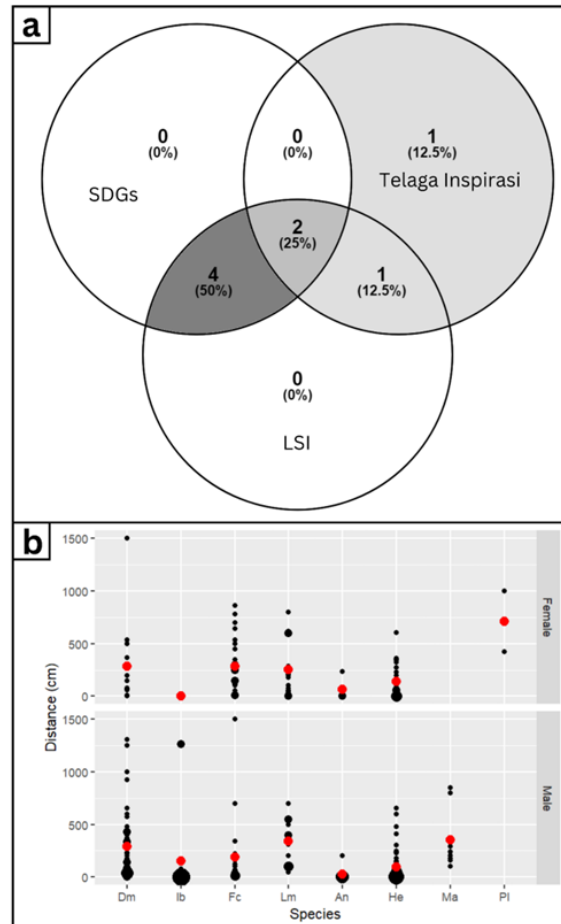 a
0
(0%)
0
(0%)
1
(12.5%)
SDGs
Telaga Inspirasi
2
(25%)
4
(50%)
1
(12.5%)
0
(0%)
LSI
b
1500
1000
500
0
Female
1500
1000
500
0
Male
Distance (cm)
Dm Ib Fc Lm An He Ma Pl
Species